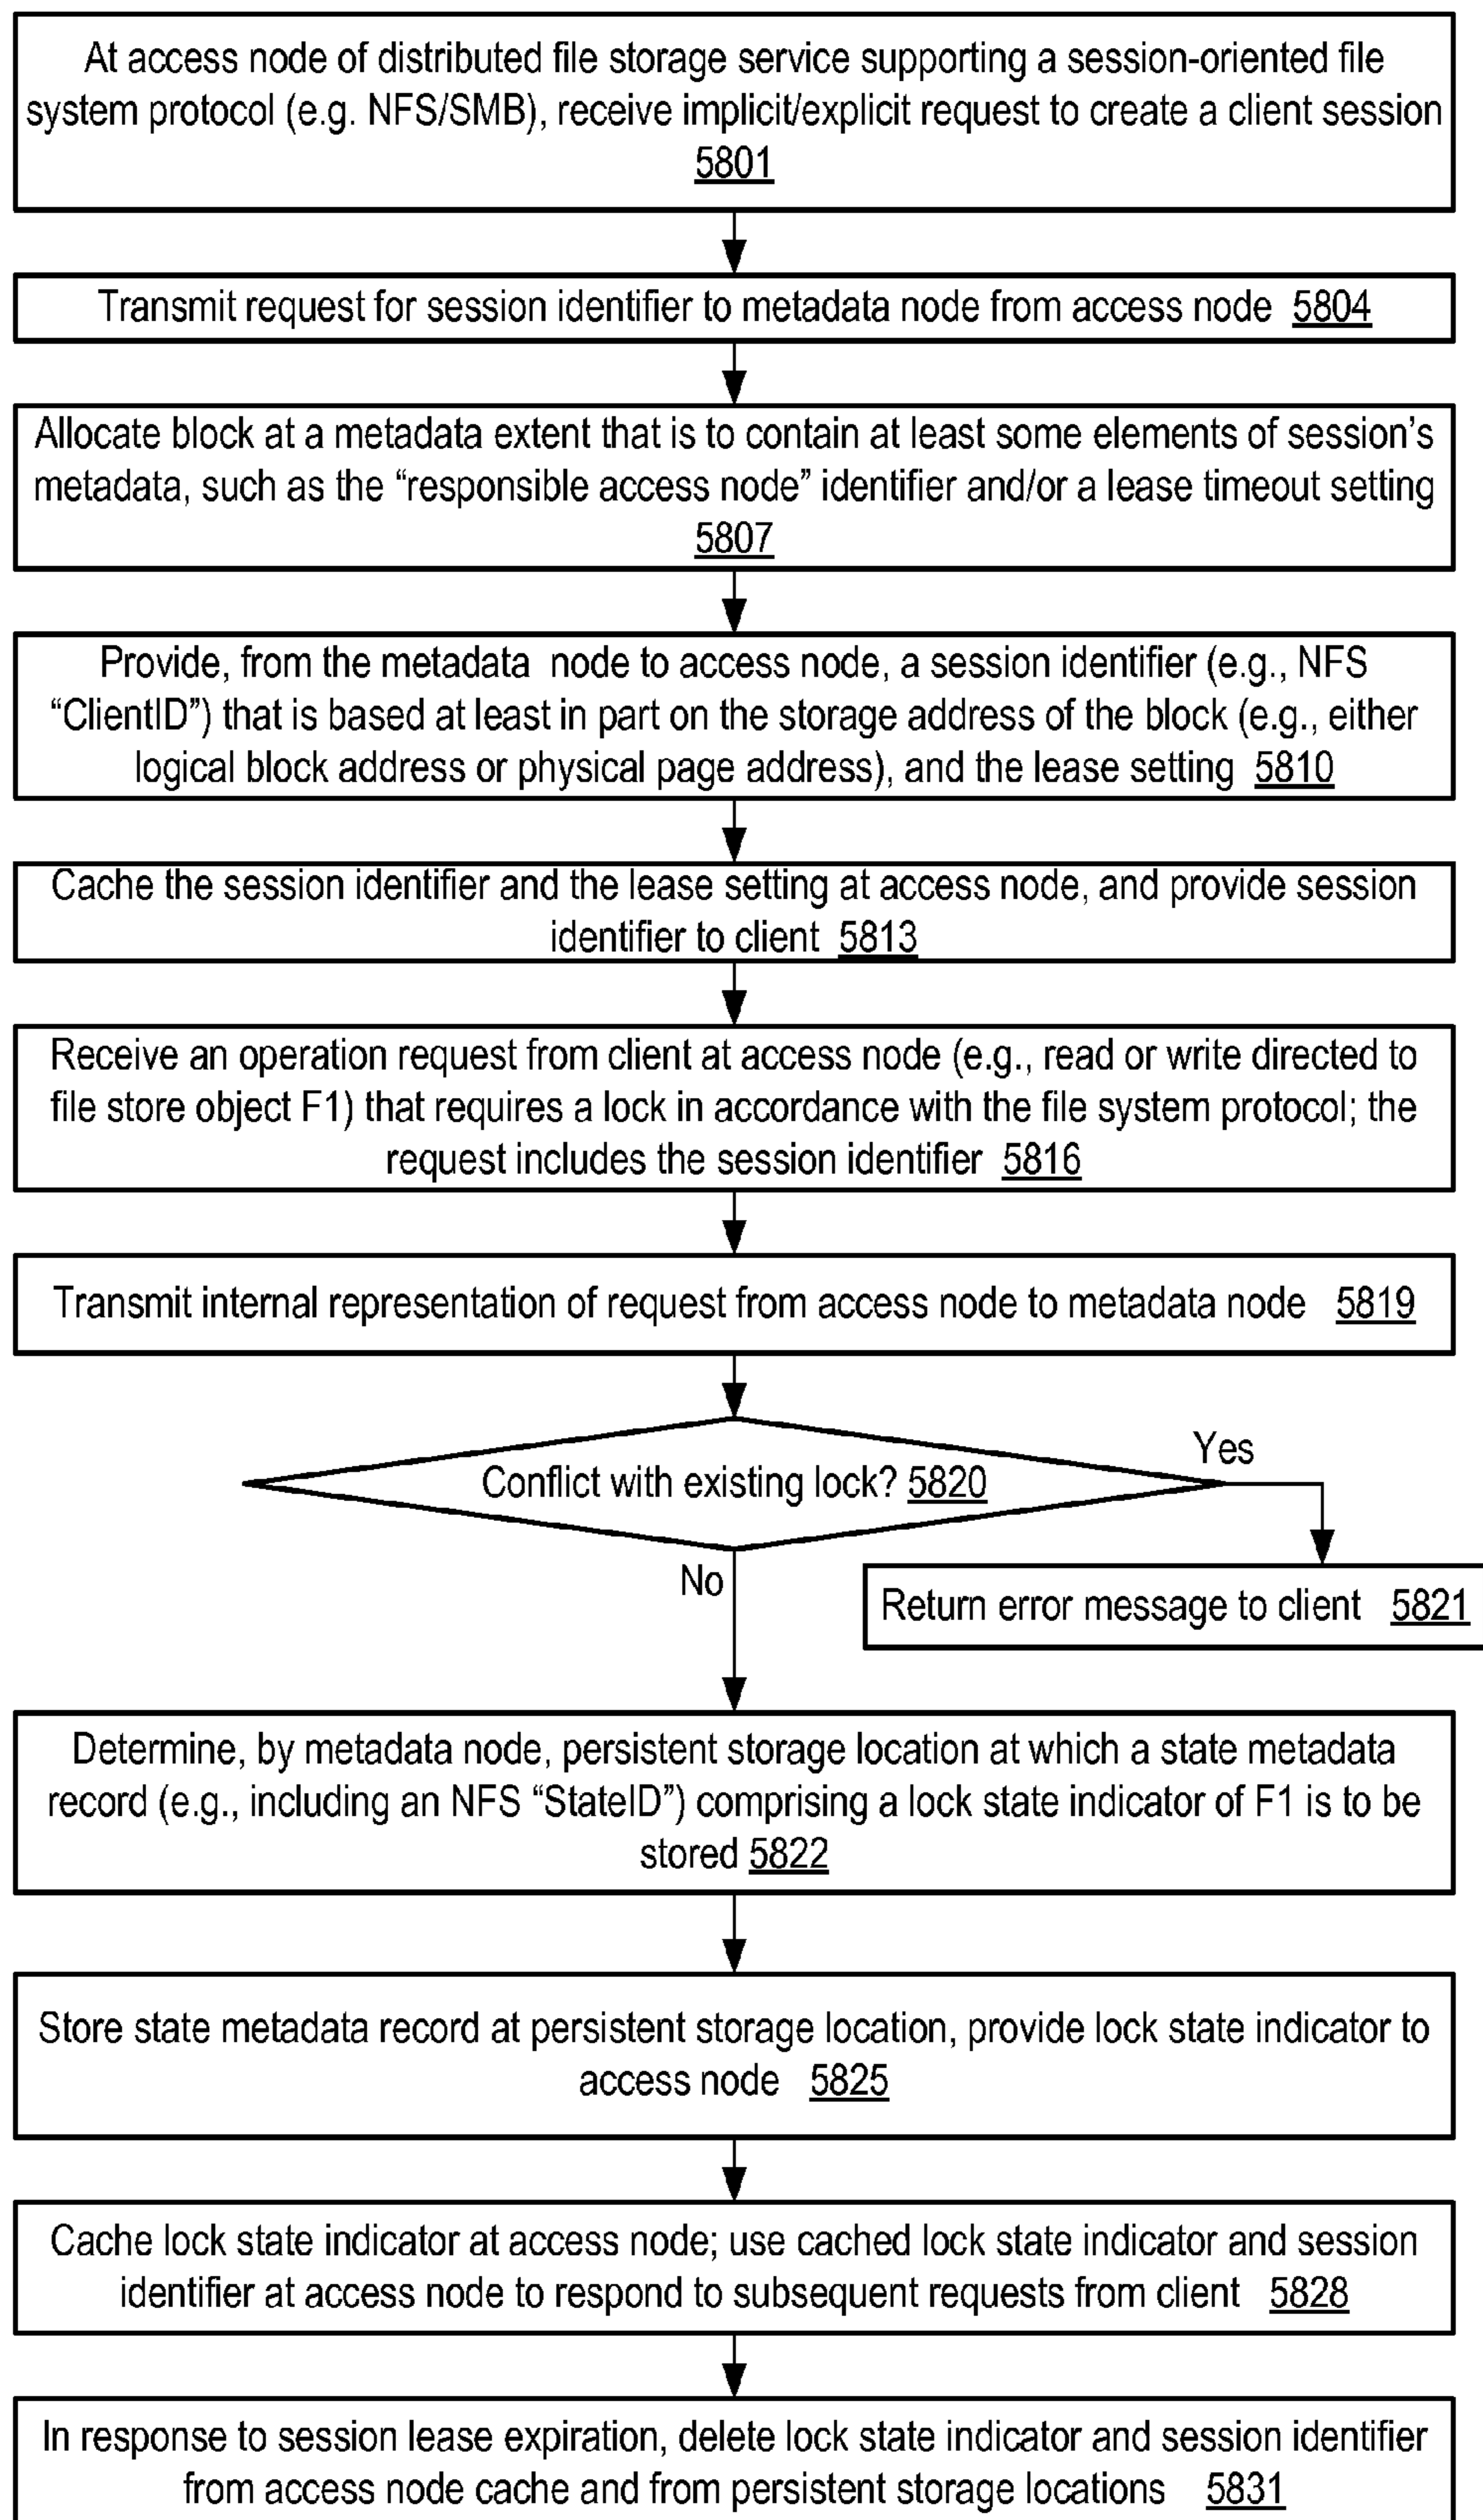 At access node of distributed file storage service supporting a session-oriented file
system protocol (e.g. NFS/SMB), receive implicit/explicit request to create a client session
5801
Transmit request for session identifier to metadata node from access node 5804
Allocate block at a metadata extent that is to contain at least some elements of session’s
metadata, such as the “responsible access node” identifier and/or a lease timeout setting
5807
Provide, from the metadata node to access node, a session identifier (e.g., NFS
“ClientID”) that is based at least in part on the storage address of the block (e.g., either
logical block address or physical page address), and the lease setting 5810
Cache the session identifier and the lease setting at access node, and provide session
identifier to client 5813
Receive an operation request from client at access node (e.g., read or write directed to
file store object F1) that requires a lock in accordance with the file system protocol; the
request includes the session identifier 5816
Transmit internal representation of request from access node to metadata node 5819
Conflict with existing lock? 5820
Yes
No
Return error message to client 5821
Determine, by metadata node, persistent storage location at which a state metadata
record (e.g., including an NFS “StateID”) comprising a lock state indicator of F1 is to be
stored 5822
Store state metadata record at persistent storage location, provide lock state indicator to
access node 5825
Cache lock state indicator at access node; use cached lock state indicator and session
identifier at access node to respond to subsequent requests from client 5828
In response to session lease expiration, delete lock state indicator and session identifier
from access node cache and from persistent storage locations 5831